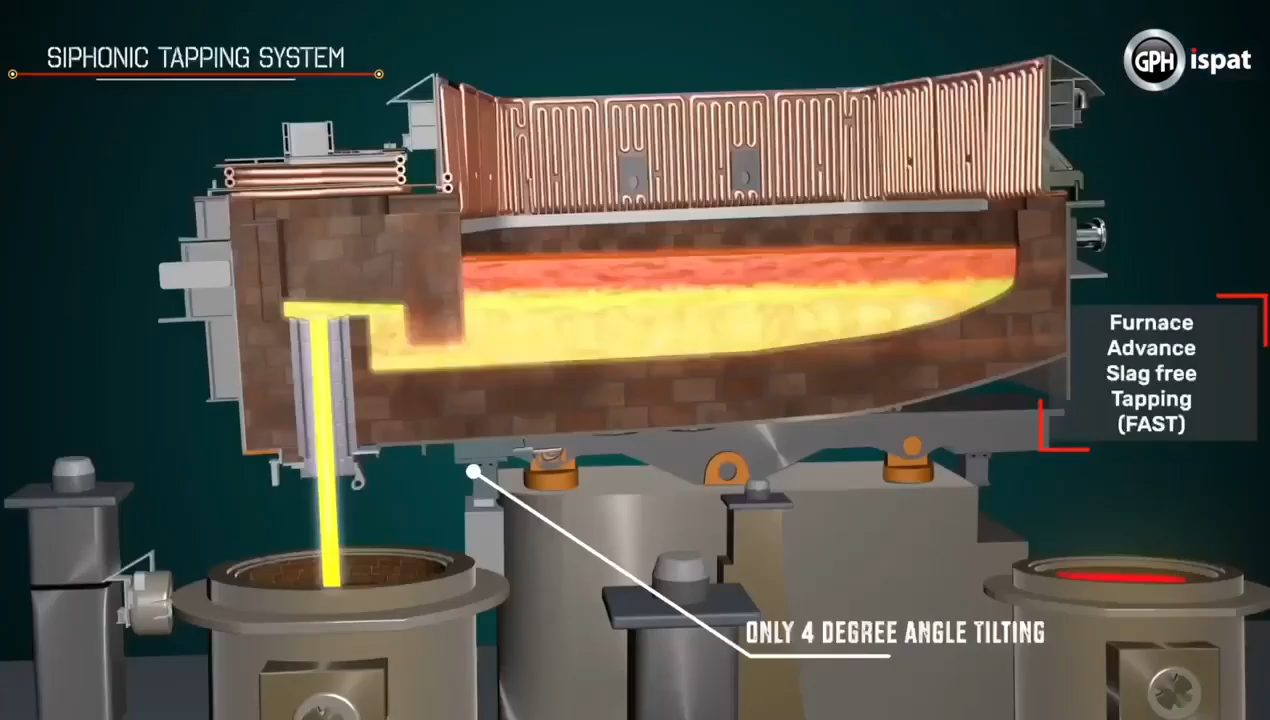 SIPHONIC TAPPING SYSTEM
GPH ispat
Furnace
Advance
Slag free
Tapping
(FAST)
ONLY 4 DEGREE ANGLE TILTING